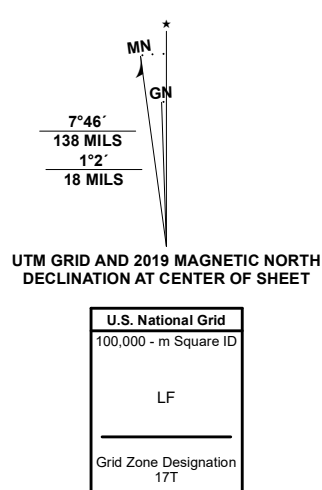 ★
MN
GN
7°46´
138 MILS
1°2´
18 MILS
UTM GRID AND 2019 MAGNETIC NORTH
DECLINATION AT CENTER OF SHEET
U.S. National Grid
100,000 - m Square ID
LF
Grid Zone Designation
17T